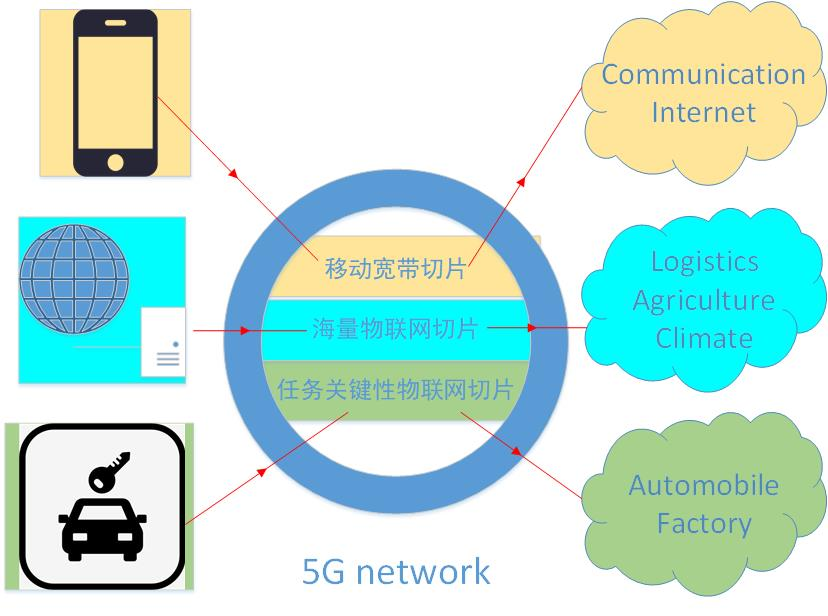 Communication
Internet
移动宽带切片
海量物联网切片
任务关键性物联网切片
Logistics
Agriculture
Climate
Automobile
Factory
5G network